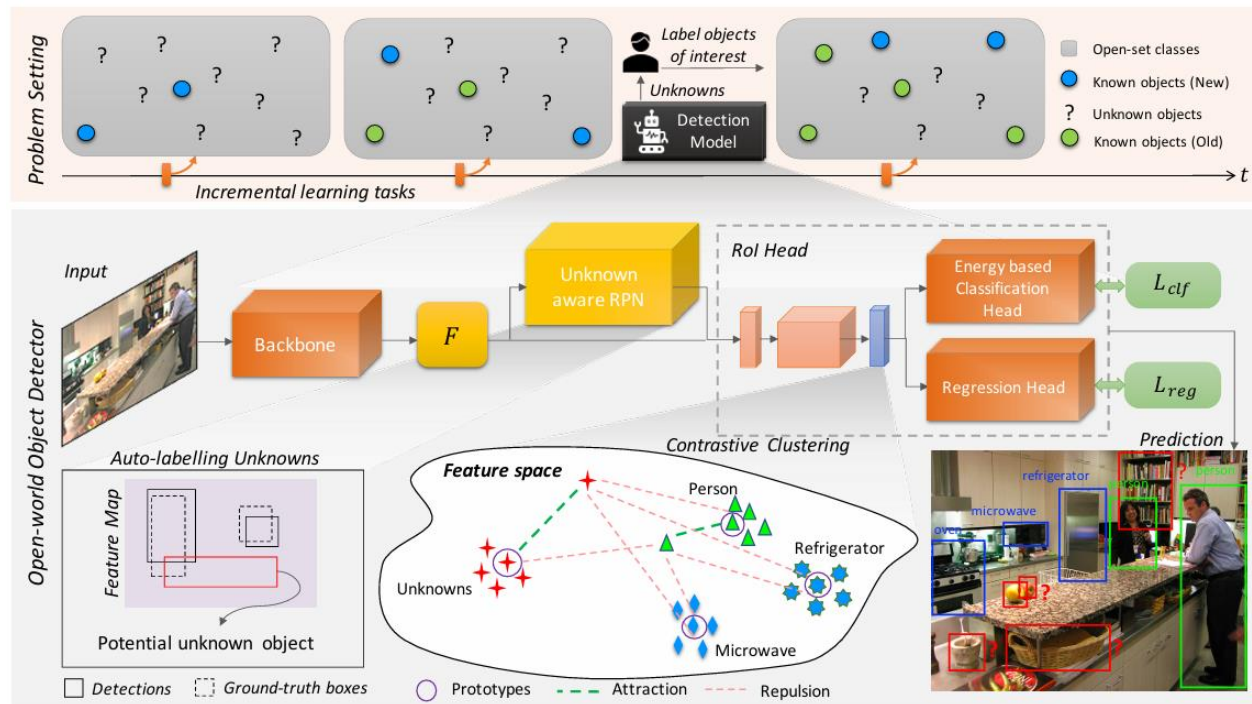 Problem Setting
? ? ? ? ? ? ? ? ?
? ? ? ? ? ?
Label objects
of interest
Unknowns
Detection
Model
? ? ?
Open-set classes
Known objects (New)
? Unknown objects
Known objects (Old)
Incremental learning tasks
t
Open-world Object Detector
Input
Backbone
F
Unknown
aware RPN
RoI Head
Energy based
Classification
Head
Regression Head
L_clf
L_reg
Auto-labelling Unknowns
Feature Map
Potential unknown object
Detections
Ground-truth boxes
Contrastive Clustering
Feature space
Person
Refrigerator
Unknowns
Microwave
Prototypes
Attraction
Repulsion
Prediction
refrigerator
? person
person
microwave
oven
?
? ?